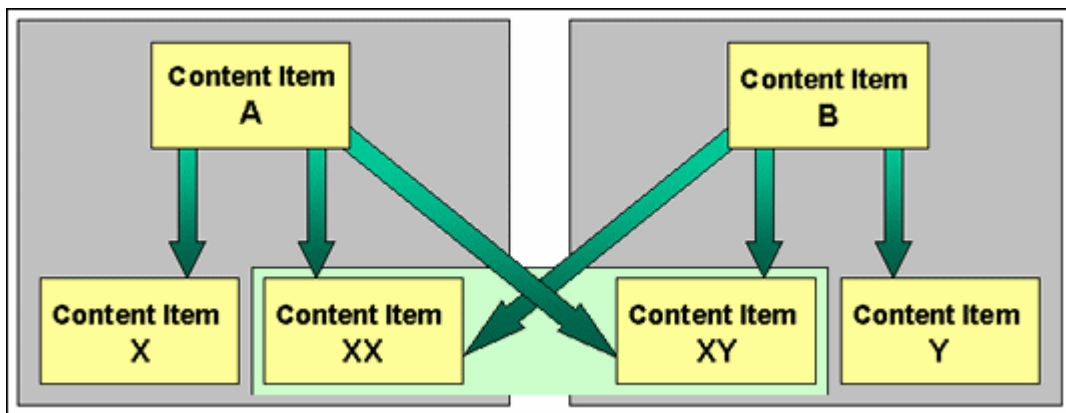 Content Item
A
Content Item
B
Content Item
X
Content Item
XX
Content Item
XY
Content Item
Y